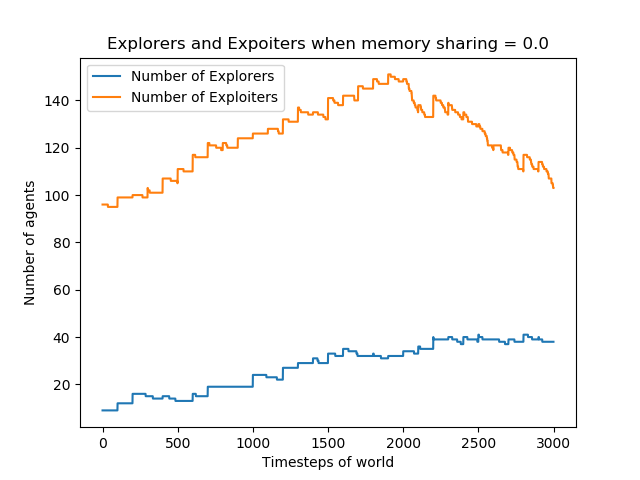 Explorers and Expoiters when memory sharing = 0.0
Number of Explorers
Number of Exploiters
Number of agents
140
120
100
80
60
40
20
0
500
1000
1500
2000
2500
3000
Timesteps of world